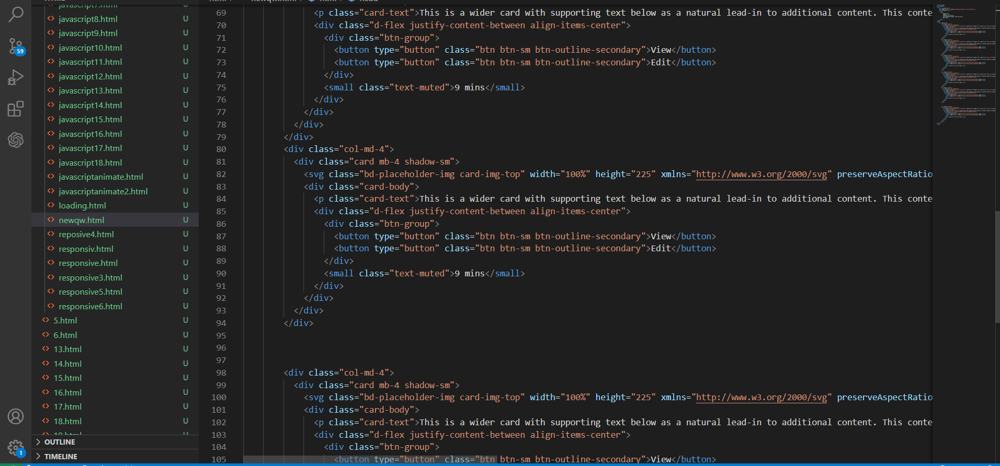 javascript7.html U
javascript8.html U
javascript9.html U
javascript10.html U
javascript11.html U
javascript12.html U
javascript13.html U
javascript14.html U
javascript15.html U
javascript16.html U
javascript17.html U
javascript18.html U
javascriptanimate.html U
javascriptanimate2.html U
loading.html U
newqw.html U
reposive4.html U
responsiv.html U
responsive.html U
responsive3.html U
responsive5.html U
responsive6.html U
5.html U
6.html U
13.html U
14.html U
15.html U
16.html U
17.html U
18.html U
OUTLINE
TIMELINE
59
1
69 <p class="card-text">This is a wider card with supporting text below as a natural lead-in to additional content. This conte
70 <div class="d-flex justify-content-between align-items-center">
71 <div class="btn-group">
72 <button type="button" class="btn btn-sm btn-outline-secondary">View</button>
73 <button type="button" class="btn btn-sm btn-outline-secondary">Edit</button>
74 </div>
75 <small class="text-muted">9 mins</small>
76 </div>
77 </div>
78 </div>
79 </div>
80 <div class="col-md-4">
81 <div class="card mb-4 shadow-sm">
82 <svg class="bd-placeholder-img card-img-top" width="100%" height="225" xmlns="http://www.w3.org/2000/svg" preserveAspectRatio
83 <div class="card-body">
84 <p class="card-text">This is a wider card with supporting text below as a natural lead-in to additional content. This conte
85 <div class="d-flex justify-content-between align-items-center">
86 <div class="btn-group">
87 <button type="button" class="btn btn-sm btn-outline-secondary">View</button>
88 <button type="button" class="btn btn-sm btn-outline-secondary">Edit</button>
89 </div>
90 <small class="text-muted">9 mins</small>
91 </div>
92 </div>
93 </div>
94 </div>
95
96
97
98 <div class="col-md-4">
99 <div class="card mb-4 shadow-sm">
100 <svg class="bd-placeholder-img card-img-top" width="100%" height="225" xmlns="http://www.w3.org/2000/svg" preserveAspectRatio
101 <div class="card-body">
102 <p class="card-text">This is a wider card with supporting text below as a natural lead-in to additional content. This conte
103 <div class="d-flex justify-content-between align-items-center">
104 <div class="btn-group">
105 <button type="button" class="btn btn-sm btn-outline-secondary">View</button>